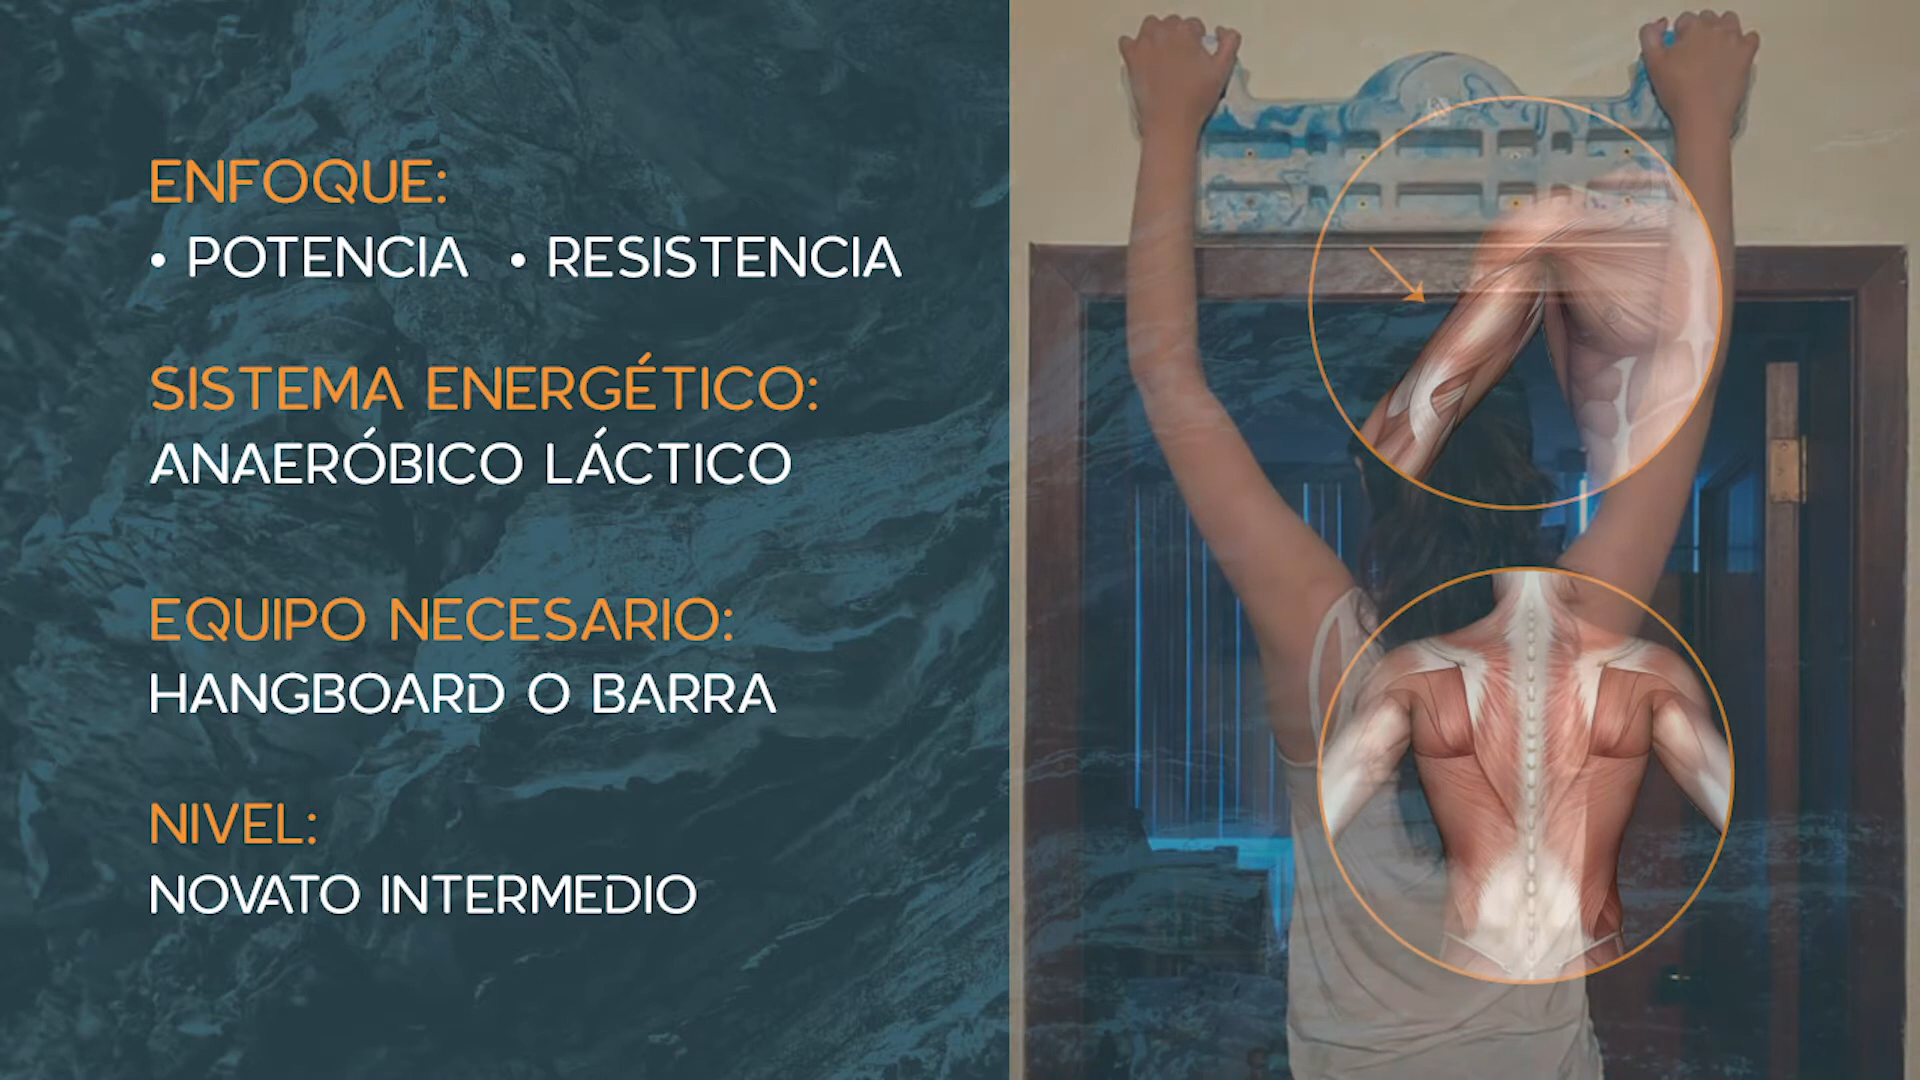 ENFOQUE:
• POTENCIA • RESISTENCIA
SISTEMA ENERGÉTICO:
ANAERÓBICO LÁCTICO
EQUIPO NECESARIO:
HANGBOARD O BARRA
NIVEL:
NOVATO INTERMEDIO